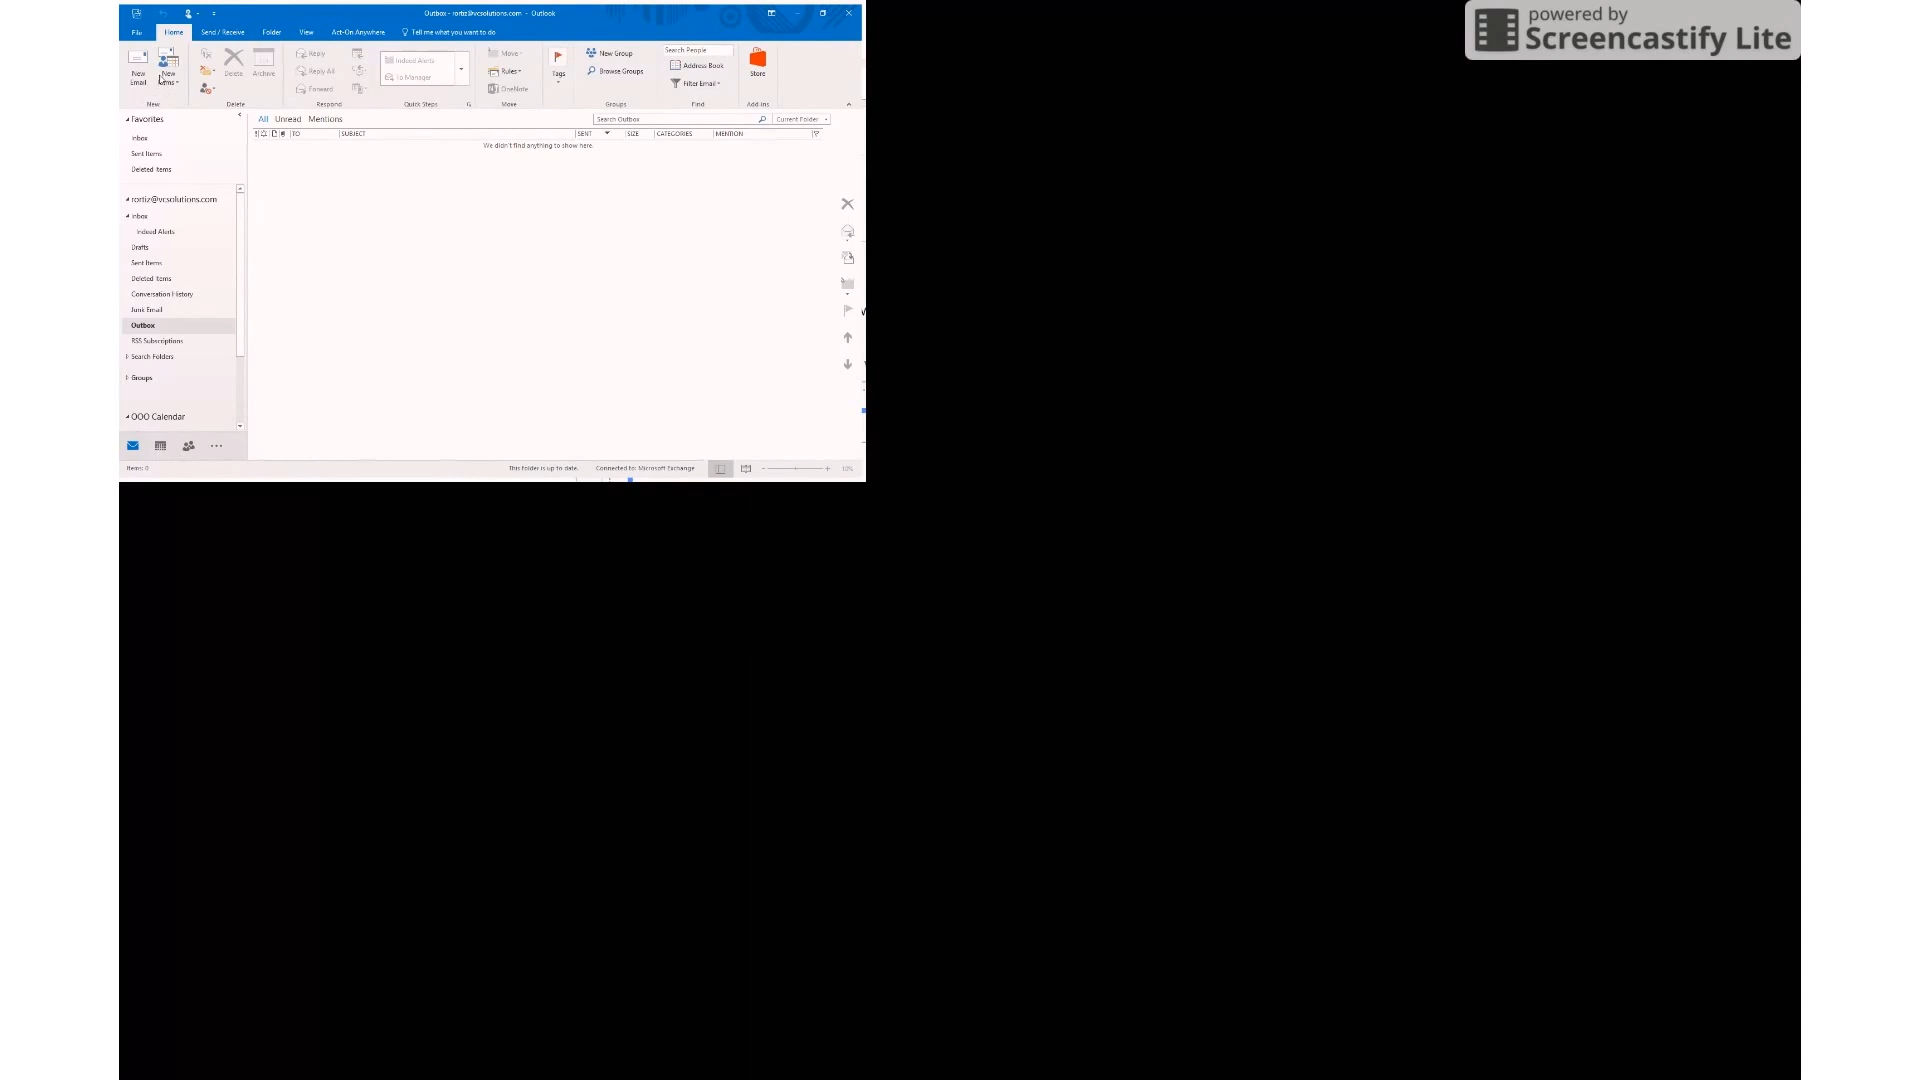 powered by
Screencastify Lite
Outbox - rortiz@vcsolutions.com - Outlook
File Home Send / Receive Folder View Act-On Anywhere Tell me what you want to do
New Email
New Items
Delete
Archive
Reply
Reply All
Forward
Indeed Alerts
To Manager
Move
Rules
OneNote
Tags
New Group
Browse Groups
Search People
Address Book
Filter Email
Store
New Delete Respond Quick Steps Move Groups Find Add-ins
Favorites
Inbox
Sent Items
Deleted Items
rortiz@vcsolutions.com
Inbox
Indeed Alerts
Drafts
Sent Items
Deleted Items
Conversation History
Junk Email
Outbox
RSS Subscriptions
Search Folders
Groups
OOO Calendar
All Unread Mentions
Search Outbox
Current Folder
TO SUBJECT SENT SIZE CATEGORIES MENTION
We didn't find anything to show here.
Items: 0
This folder is up to date.
Connected to: Microsoft Exchange
10%